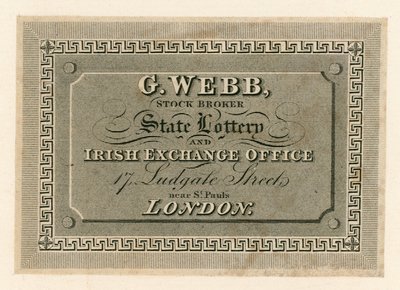 G. WEBB,
STOCK BROKER
State Lottery
AND
IRISH EXCHANGE OFFICE
17, Ludgate Street,
near St. Pauls
LONDON.